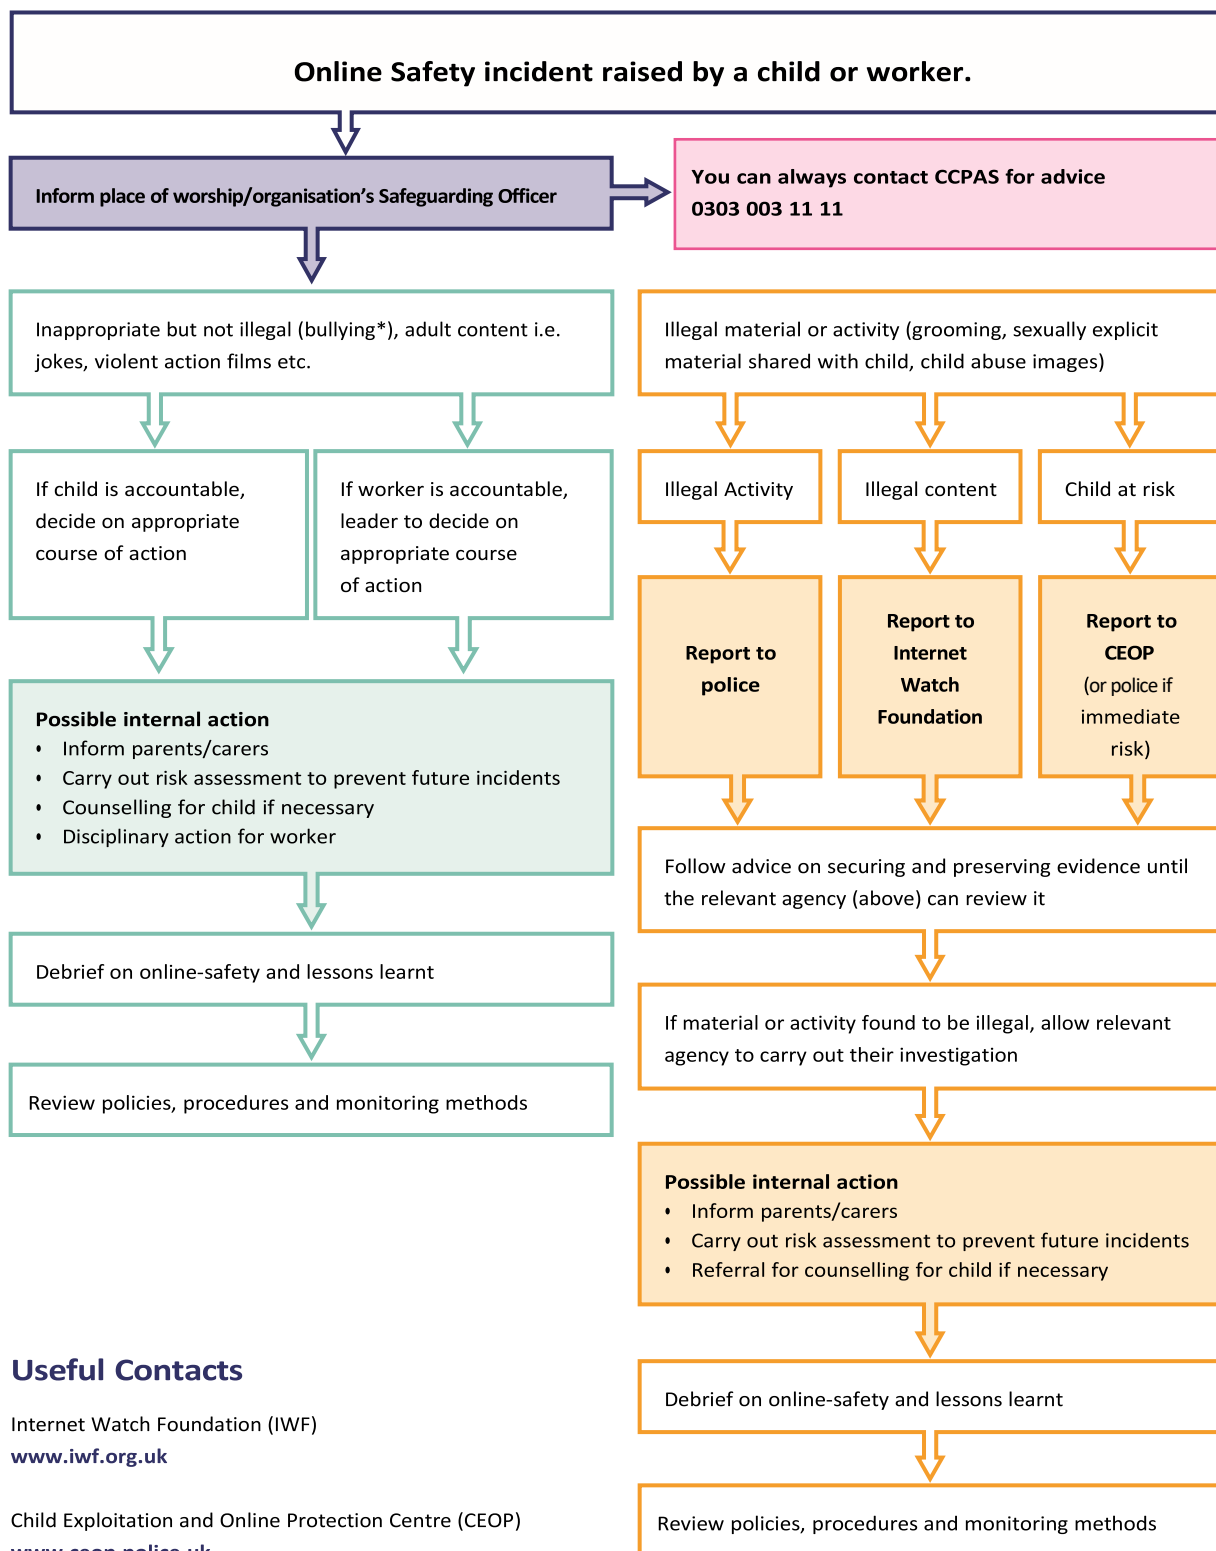 Online Safety incident raised by a child or worker.
Inform place of worship/organisation’s Safeguarding Officer
You can always contact CCPAS for advice
0303 003 11 11
Inappropriate but not illegal (bullying*), adult content i.e.
jokes, violent action films etc.
If child is accountable,
decide on appropriate
course of action
If worker is accountable,
leader to decide on
appropriate course
of action
Possible internal action
• Inform parents/carers
• Carry out risk assessment to prevent future incidents
• Counselling for child if necessary
• Disciplinary action for worker
Debrief on online-safety and lessons learnt
Review policies, procedures and monitoring methods
Illegal material or activity (grooming, sexually explicit
material shared with child, child abuse images)
Illegal Activity
Illegal content
Child at risk
Report to
police
Report to
Internet
Watch
Foundation
Report to
CEOP
(or police if
immediate
risk)
Follow advice on securing and preserving evidence until
the relevant agency (above) can review it
If material or activity found to be illegal, allow relevant
agency to carry out their investigation
Possible internal action
• Inform parents/carers
• Carry out risk assessment to prevent future incidents
• Referral for counselling for child if necessary
Debrief on online-safety and lessons learnt
Review policies, procedures and monitoring methods
Useful Contacts
Internet Watch Foundation (IWF)
www.iwf.org.uk
Child Exploitation and Online Protection Centre (CEOP)
www.ceop.police.uk